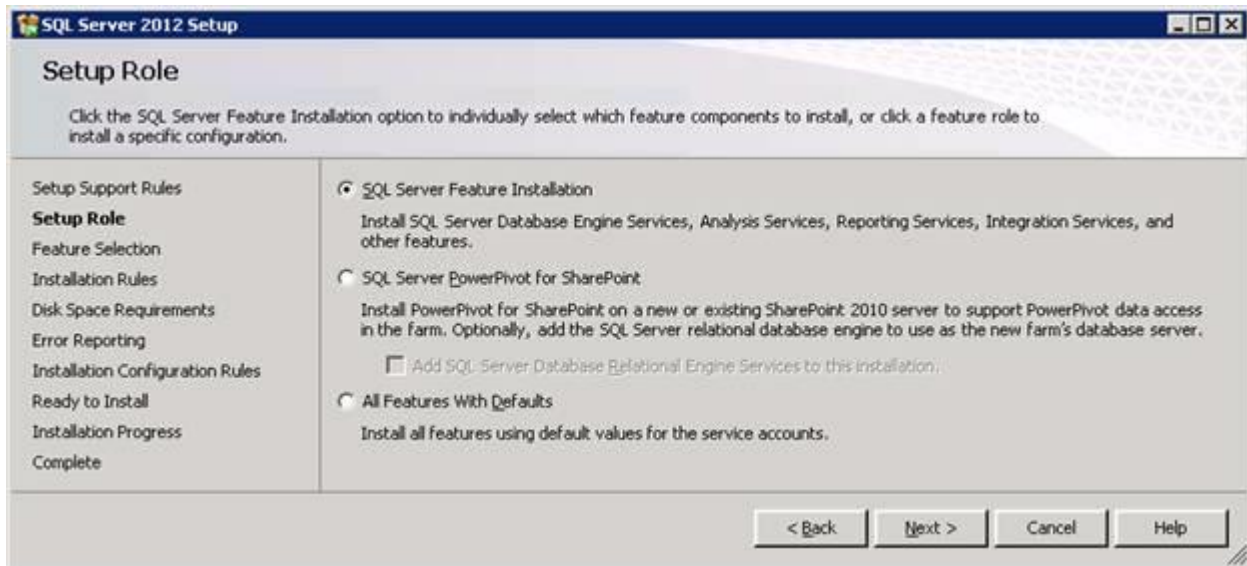 SQL Server 2012 Setup
Setup Role
Click the SQL Server Feature Installation option to individually select which feature components to install, or click a feature role to
install a specific configuration.
Setup Support Rules
Setup Role
Feature Selection
Installation Rules
Disk Space Requirements
Error Reporting
Installation Configuration Rules
Ready to Install
Installation Progress
Complete
SQL Server Feature Installation
Install SQL Server Database Engine Services, Analysis Services, Reporting Services, Integration Services, and
other features.
SQL Server PowerPivot for SharePoint
Install PowerPivot for SharePoint on a new or existing SharePoint 2010 server to support PowerPivot data access
in the farm. Optionally, add the SQL Server relational database engine to use as the new farm's database server.
Add SQL Server Database Relational Engine Services to this installation.
All Features With Defaults
Install all features using default values for the service accounts.
< Back
Next >
Cancel
Help